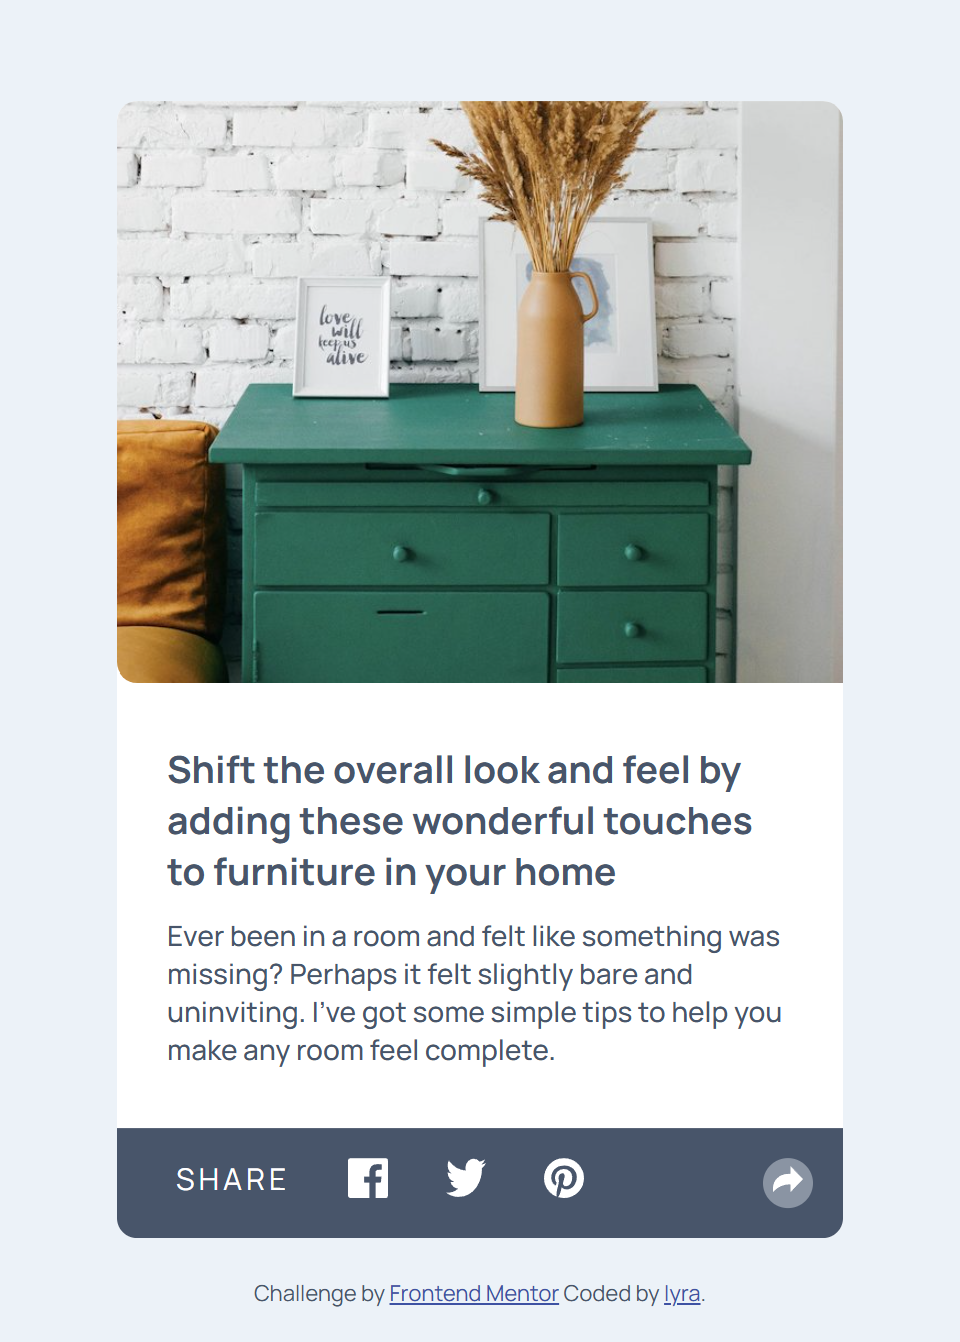 love
will
keep us
alive
Shift the overall look and feel by
adding these wonderful touches
to furniture in your home
Ever been in a room and felt like something was
missing? Perhaps it felt slightly bare and
uninviting. I’ve got some simple tips to help you
make any room feel complete.
SHARE
Challenge by Frontend Mentor Coded by lyra.